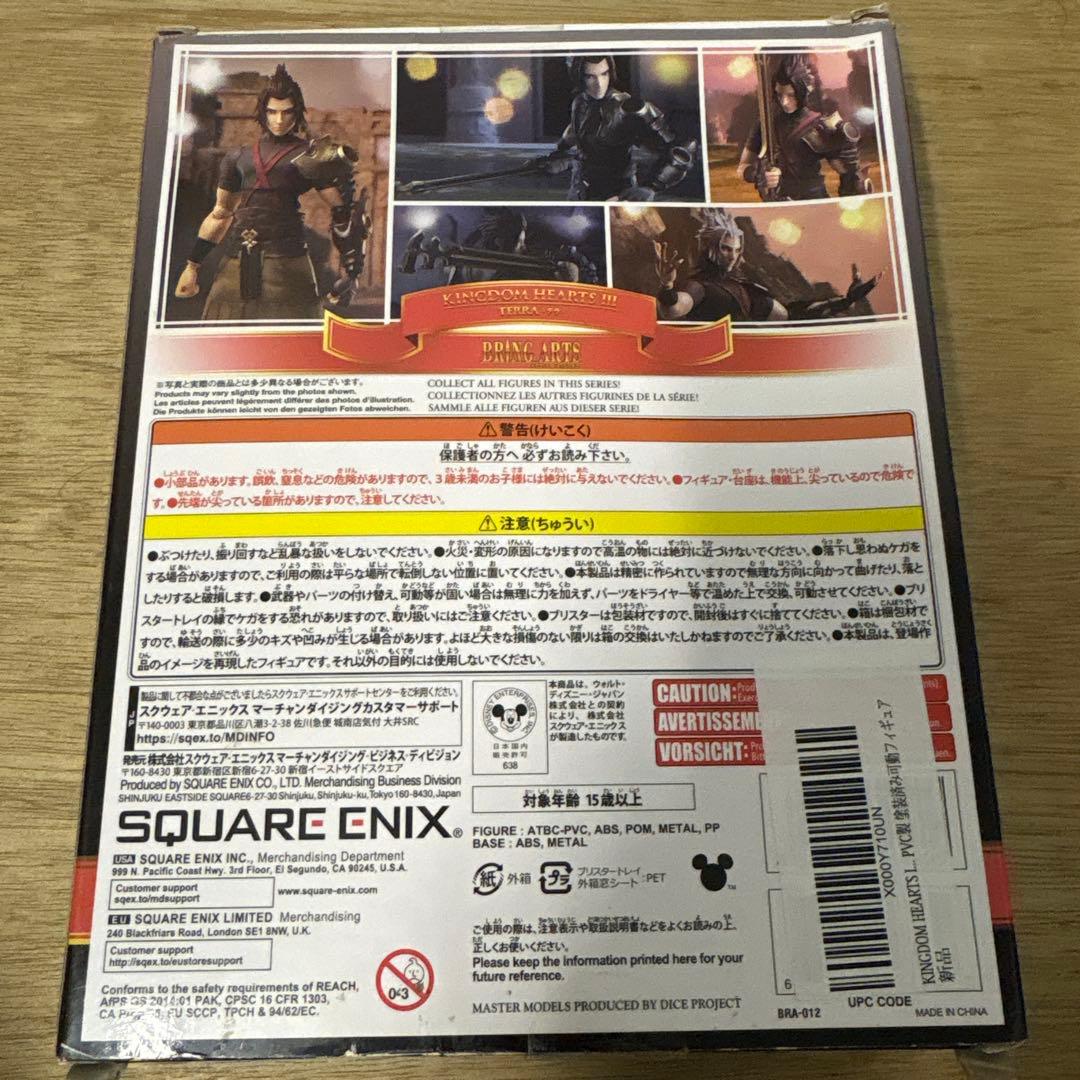 KINGDOM HEARTS III
TERRA
BRING ARTS
※写真と実際の商品とは多少異なる場合がございます。
Products may vary slightly from the photos shown.
Les articles peuvent légèrement différer des photos d'illustration.
Die Produkte können leicht von den gezeigten Fotos abweichen.
COLLECT ALL FIGURES IN THIS SERIES!
COLLECTIONNEZ LES AUTRES FIGURINES DE LA SÉRIE!
SAMMLE ALLE FIGUREN AUS DIESER SERIE!
⚠警告(けいこく)
保護者の方へ 必ずお読み下さい。
●小部品があります。誤飲、窒息などの危険がありますので、3歳未満のお子様には絶対に与えないでください。●フィギュア・台座は、機能上、尖っているので危険で
す。●先端が尖っている箇所がありますので、注意してください。
⚠注意(ちゅうい)
●ぶつけたり、振り回すなど乱暴な扱いをしないでください。●火災・変形の原因になりますので高温の物には絶対に近づけないでください。●落下し思わぬケガを
する場合がありますので、ご利用の際は平らな場所で転倒しない位置に置いてください。●本製品は精密に作られていますので無理な方向に向かって曲げたり、落と
したりすると破損します。●武器やパーツの付け替え、可動等が固い場合は無理に力を加えず、パーツをドライヤー等で温めた上で交換、可動させてください。●ブリ
スタートレイの縁でケガをする恐れがありますので、取り扱いにはご注意ください。●ブリスターは包装材ですので、開封後はすぐに捨ててください。●箱は梱包材で
すので、輸送の際に多少のキズや凹みが生じる場合があります。よほど大きな損傷のない限りは箱の交換はいたしかねますのでご了承ください。●本製品は、登場作
品のイメージを再現したフィギュアです。それ以外の目的には使用しないでください。
JP
製品に関して不都合な点がございましたらスクウェア・エニックスサポートセンターをご利用ください。
スクウェア・エニックス マーチャンダイジングカスタマーサポート
〒140-0003 東京都品川区八潮3-2-38 佐川急便 城南店気付 大井SRC
https://sqex.to/MDINFO
発売元 株式会社スクウェア・エニックス マーチャンダイジング・ビジネス・ディビジョン
〒160-8430 東京都新宿区新宿6-27-30 新宿イーストサイドスクエア
Produced by SQUARE ENIX CO., LTD. Merchandising Business Division
SHINJUKU EASTSIDE SQUARE6-27-30 Shinjuku, Shinjuku-ku, Tokyo 160-8430, Japan
SQUARE ENIX®
USA SQUARE ENIX INC., Merchandising Department
999 N. Pacific Coast Hwy. 3rd Floor, El Segundo, CA 90245, U.S.A.
Customer support
sqex.to/mdsupport
www.square-enix.com
EU SQUARE ENIX LIMITED Merchandising
240 Blackfriars Road, London SE1 8NW, U.K.
Customer support
http://sqex.to/eustoresupport
Conforms to the safety requirements of REACH,
AfPS GS 2014:01 PAK, CPSC 16 CFR 1303,
EU SCCP, TPCH & 94/62/EC.
0-3
DISNEY ENTERPRISES, INC.
日本国内
販売許可
638
本商品は、ウォルト・
ディズニー・ジャパン
株式会社との契約
により、株式会社
スクウェア・エニックス
が製造したものです。
CAUTION:
AVERTISSEME
VORSICHT:
対象年齢 15歳以上
FIGURE : ATBC-PVC, ABS, POM, METAL, PP
BASE : ABS, METAL
紙 外箱
プラ ブリスタートレイ
外箱窓シート:PET
TM
ご使用の際は、注意表示や取扱説明書などをよくお読みの上、
正しくお使いください。
Please keep the information printed here for your
future reference.
MASTER MODELS PRODUCED BY DICE PROJECT
BRA-012
6
UPC CODE
MADE IN CHINA
X000Y710UN
KINGDOM HEARTS I... PVC製 塗装済み可動フィギュア
新品